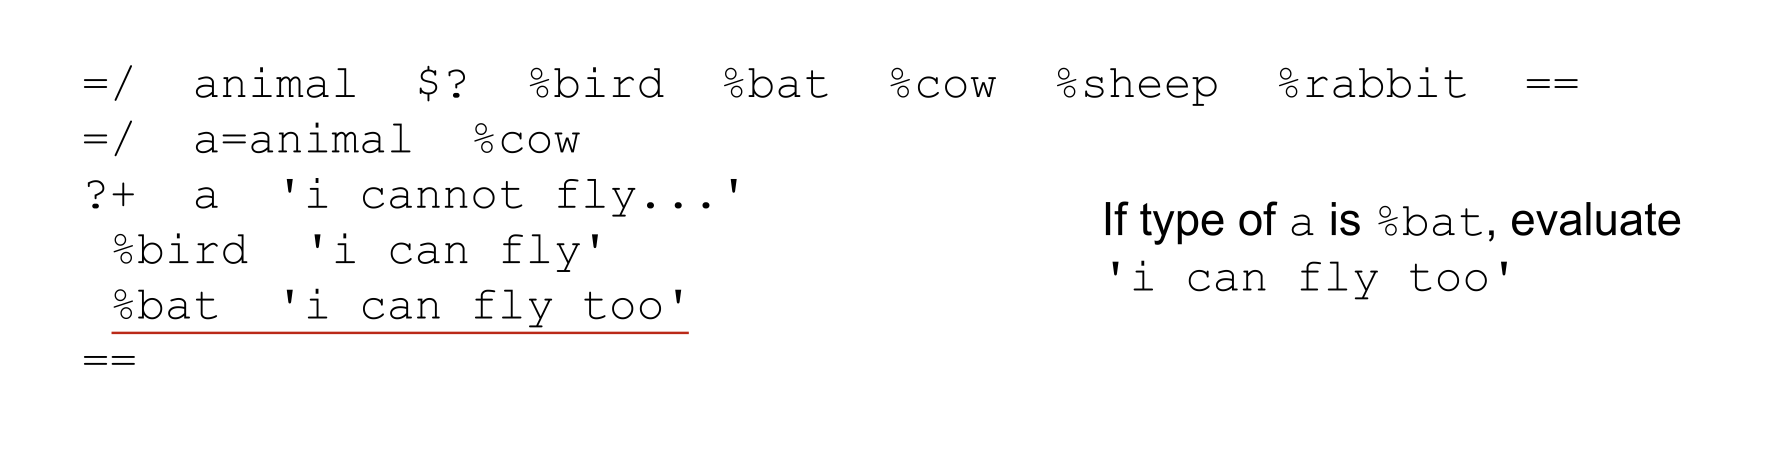 =/  animal  $?  %bird  %bat  %cow  %sheep  %rabbit  ==
=/  a=animal  %cow
?+  a  'i cannot fly...'
 %bird  'i can fly'
 %bat  'i can fly too'
==
If type of a is %bat, evaluate
'i can fly too'